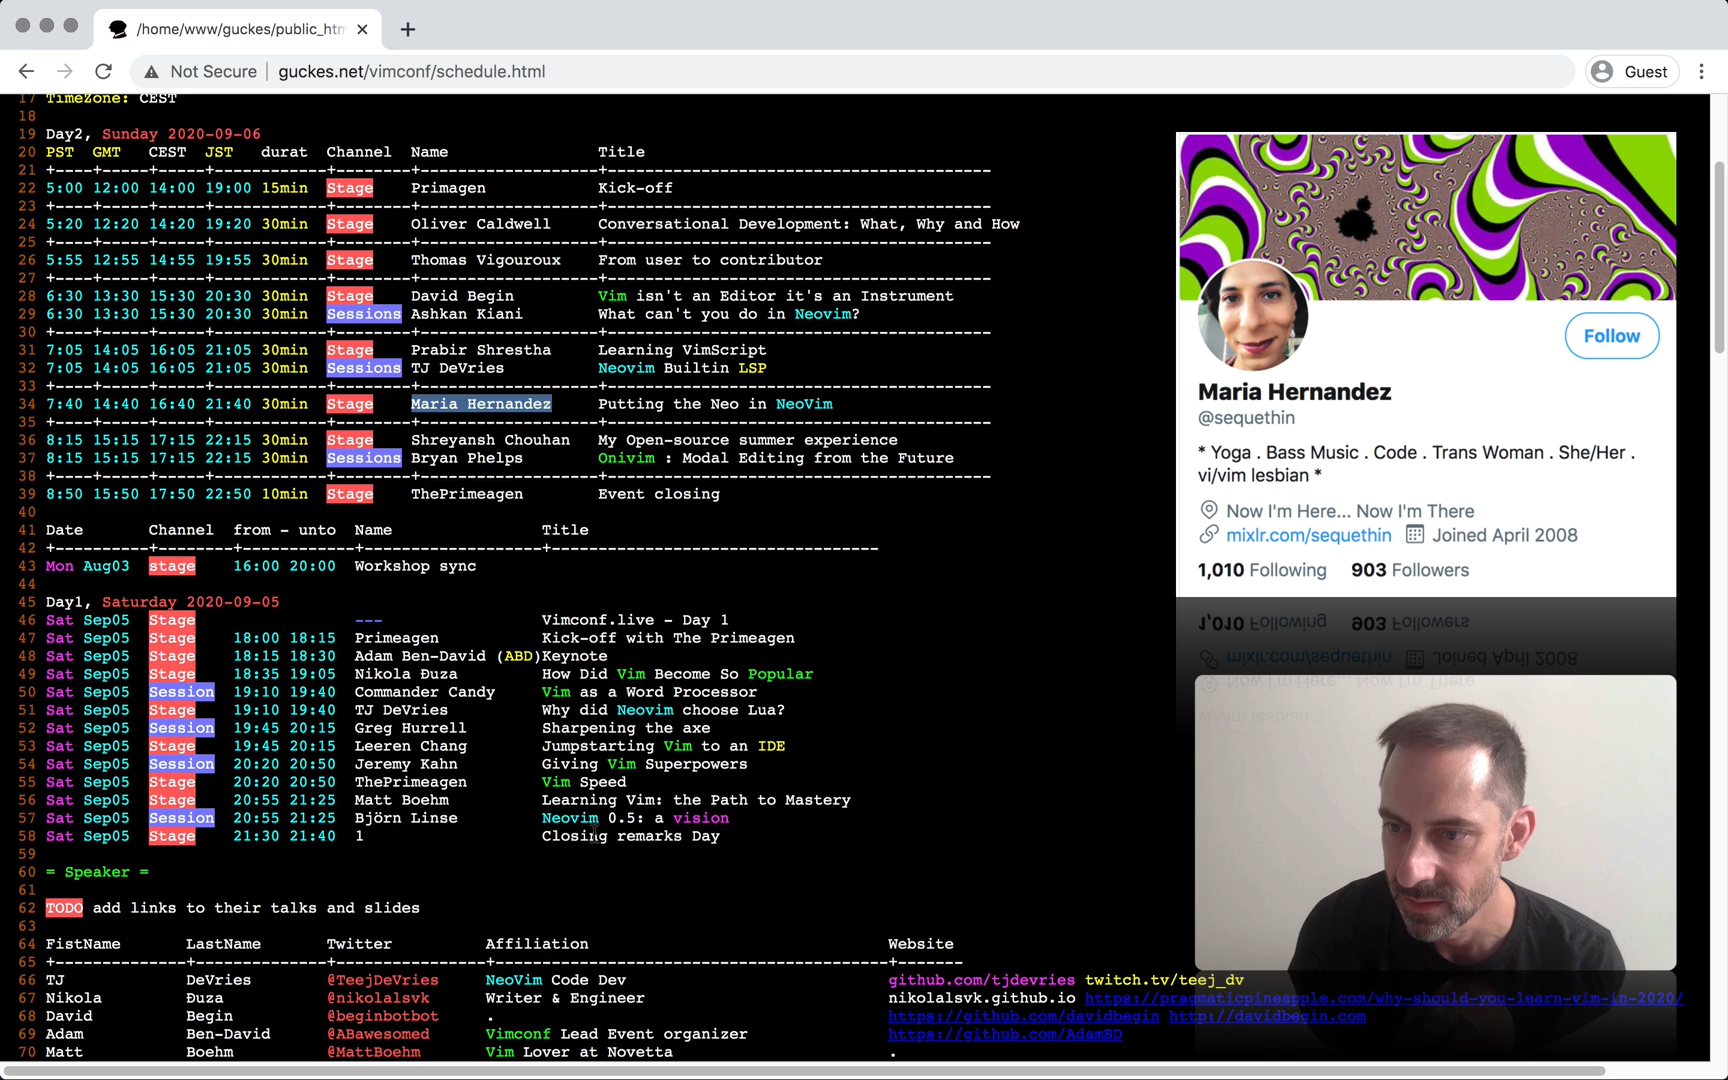 /home/www/guckes/public_htm
Not Secure guckes.net/vimconf/schedule.html Guest
17 TimeZone: CEST
18
19 Day2, Sunday 2020-09-06
20 PST GMT CEST JST durat Channel Name Title
21 +-----+-----+-----+-----+------+--------+-------------------+-----------------------------------------
22 5:00 12:00 14:00 19:00 15min Stage Primagen Kick-off
23 +-----+-----+-----+-----+------+--------+-------------------+-----------------------------------------
24 5:20 12:20 14:20 19:20 30min Stage Oliver Caldwell Conversational Development: What, Why and How
25 +-----+-----+-----+-----+------+--------+-------------------+-----------------------------------------
26 5:55 12:55 14:55 19:55 30min Stage Thomas Vigouroux From user to contributor
27 +-----+-----+-----+-----+------+--------+-------------------+-----------------------------------------
28 6:30 13:30 15:30 20:30 30min Stage David Begin Vim isn't an Editor it's an Instrument
29 6:30 13:30 15:30 20:30 30min Sessions Ashkan Kiani What can't you do in Neovim?
30 +-----+-----+-----+-----+------+--------+-------------------+-----------------------------------------
31 7:05 14:05 16:05 21:05 30min Stage Prabir Shrestha Learning VimScript
32 7:05 14:05 16:05 21:05 30min Sessions TJ DeVries Neovim Builtin LSP
33 +-----+-----+-----+-----+------+--------+-------------------+-----------------------------------------
34 7:40 14:40 16:40 21:40 30min Stage Maria Hernandez Putting the Neo in NeoVim
35 +-----+-----+-----+-----+------+--------+-------------------+-----------------------------------------
36 8:15 15:15 17:15 22:15 30min Stage Shreyansh Chouhan My Open-source summer experience
37 8:15 15:15 17:15 22:15 30min Sessions Bryan Phelps Onivim : Modal Editing from the Future
38 +-----+-----+-----+-----+------+--------+-------------------+-----------------------------------------
39 8:50 15:50 17:50 22:50 10min Stage ThePrimeagen Event closing
40
41 Date Channel from - unto Name Title
42 +----------+--------+------------+-------------------+-----------------------------------
43 Mon Aug03 stage 16:00 20:00 Workshop sync
44
45 Day1, Saturday 2020-09-05
46 Sat Sep05 Stage --- Vimconf.live - Day 1
47 Sat Sep05 Stage 18:00 18:15 Primeagen Kick-off with The Primeagen
48 Sat Sep05 Stage 18:15 18:30 Adam Ben-David (ABD)Keynote
49 Sat Sep05 Stage 18:35 19:05 Nikola Đuza How Did Vim Become So Popular
50 Sat Sep05 Session 19:10 19:40 Commander Candy Vim as a Word Processor
51 Sat Sep05 Stage 19:10 19:40 TJ DeVries Why did Neovim choose Lua?
52 Sat Sep05 Session 19:45 20:15 Greg Hurrell Sharpening the axe
53 Sat Sep05 Stage 19:45 20:15 Leeren Chang Jumpstarting Vim to an IDE
54 Sat Sep05 Session 20:20 20:50 Jeremy Kahn Giving Vim Superpowers
55 Sat Sep05 Stage 20:20 20:50 ThePrimeagen Vim Speed
56 Sat Sep05 Stage 20:55 21:25 Matt Boehm Learning Vim: the Path to Mastery
57 Sat Sep05 Session 20:55 21:25 Björn Linse Neovim 0.5: a vision
58 Sat Sep05 Stage 21:30 21:40 1 Closing remarks Day
59
60 = Speaker =
61
62 TODO add links to their talks and slides
63
64 FistName LastName Twitter Affiliation Website
65 +-------------+--------------+----------------+------------------------------------------+-------
66 TJ DeVries @TeejDeVries NeoVim Code Dev github.com/tjdevries twitch.tv/teej_dv
67 Nikola Đuza @nikolalsvk Writer & Engineer nikolalsvk.github.io https://pragmaticpineapple.com/why-should-you-learn-vim-in-2020/
68 David Begin @beginbotbot . https://github.com/davidbegin http://davidbegin.com
69 Adam Ben-David @ABawesomed Vimconf Lead Event organizer https://github.com/AdamBD
70 Matt Boehm @MattBoehm Vim Lover at Novetta .
Follow
Maria Hernandez
@sequethin
* Yoga . Bass Music . Code . Trans Woman . She/Her .
vi/vim lesbian *
Now I'm Here... Now I'm There
mixlr.com/sequethin Joined April 2008
1,010 Following 903 Followers